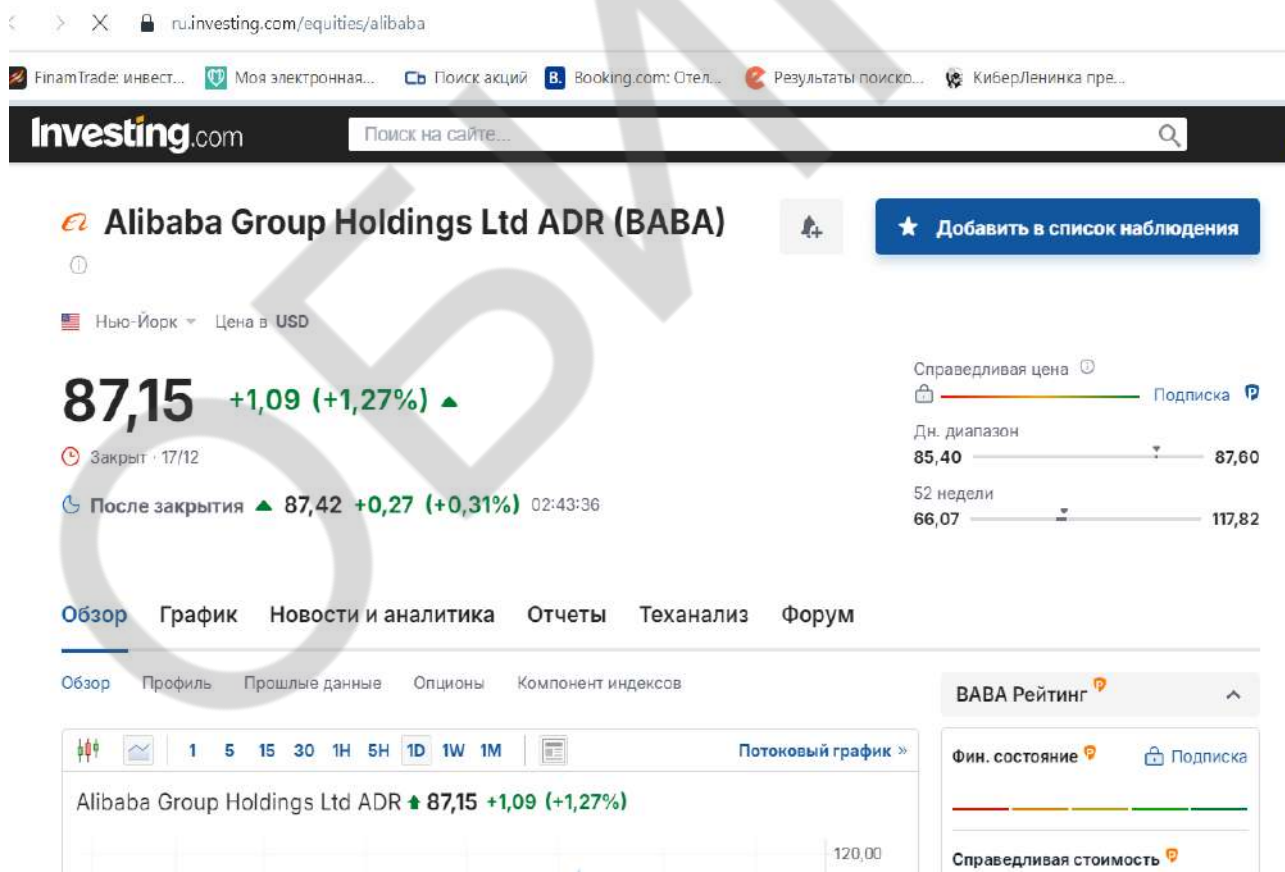 ru.investing.com/equities/alibaba
FinamTrade: инвест... Моя электронная... Сь Поиск акций B. Booking.com: Отел... Результаты поиско... КиберЛенинка пре...
Investing.com Поиск на сайте...
Alibaba Group Holdings Ltd ADR (BABA) Добавить в список наблюдения
Нью-Йорк Цена в USD
87,15 +1,09 (+1,27%)
Справедливая цена
Подписка
Закрыт · 17/12
Дн. диапазон
85,40 87,60
После закрытия 87,42 +0,27 (+0,31%) 02:43:36
52 недели
66,07 117,82
Обзор График Новости и аналитика Отчеты Теханализ Форум
Обзор Профиль Прошлые данные Опционы Компонент индексов
BABA Рейтинг
1 5 15 30 1H 5H 1D 1W 1M Потоковый график »
Фин. состояние Подписка
Alibaba Group Holdings Ltd ADR 87,15 +1,09 (+1,27%)
120,00
Справедливая стоимость